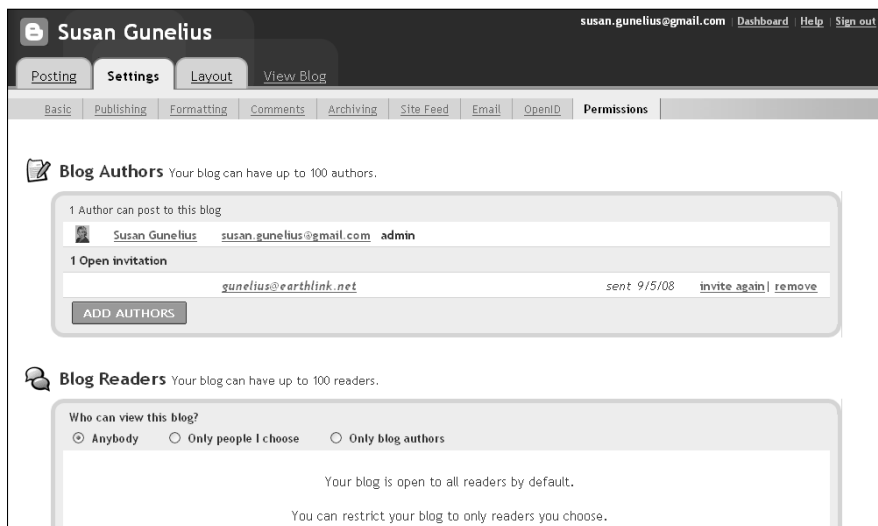 susan.gunelius@gmail.com | Dashboard | Help | Sign out
Susan Gunelius
Posting Settings Layout View Blog
Basic Publishing Formatting Comments Archiving Site Feed Email OpenID Permissions
Blog Authors Your blog can have up to 100 authors.
1 Author can post to this blog
Susan Gunelius susan.gunelius@gmail.com admin
1 Open invitation
gunelius@earthlink.net sent 9/5/08 invite again | remove
ADD AUTHORS
Blog Readers Your blog can have up to 100 readers.
Who can view this blog?
Anybody Only people I choose Only blog authors
Your blog is open to all readers by default.
You can restrict your blog to only readers you choose.